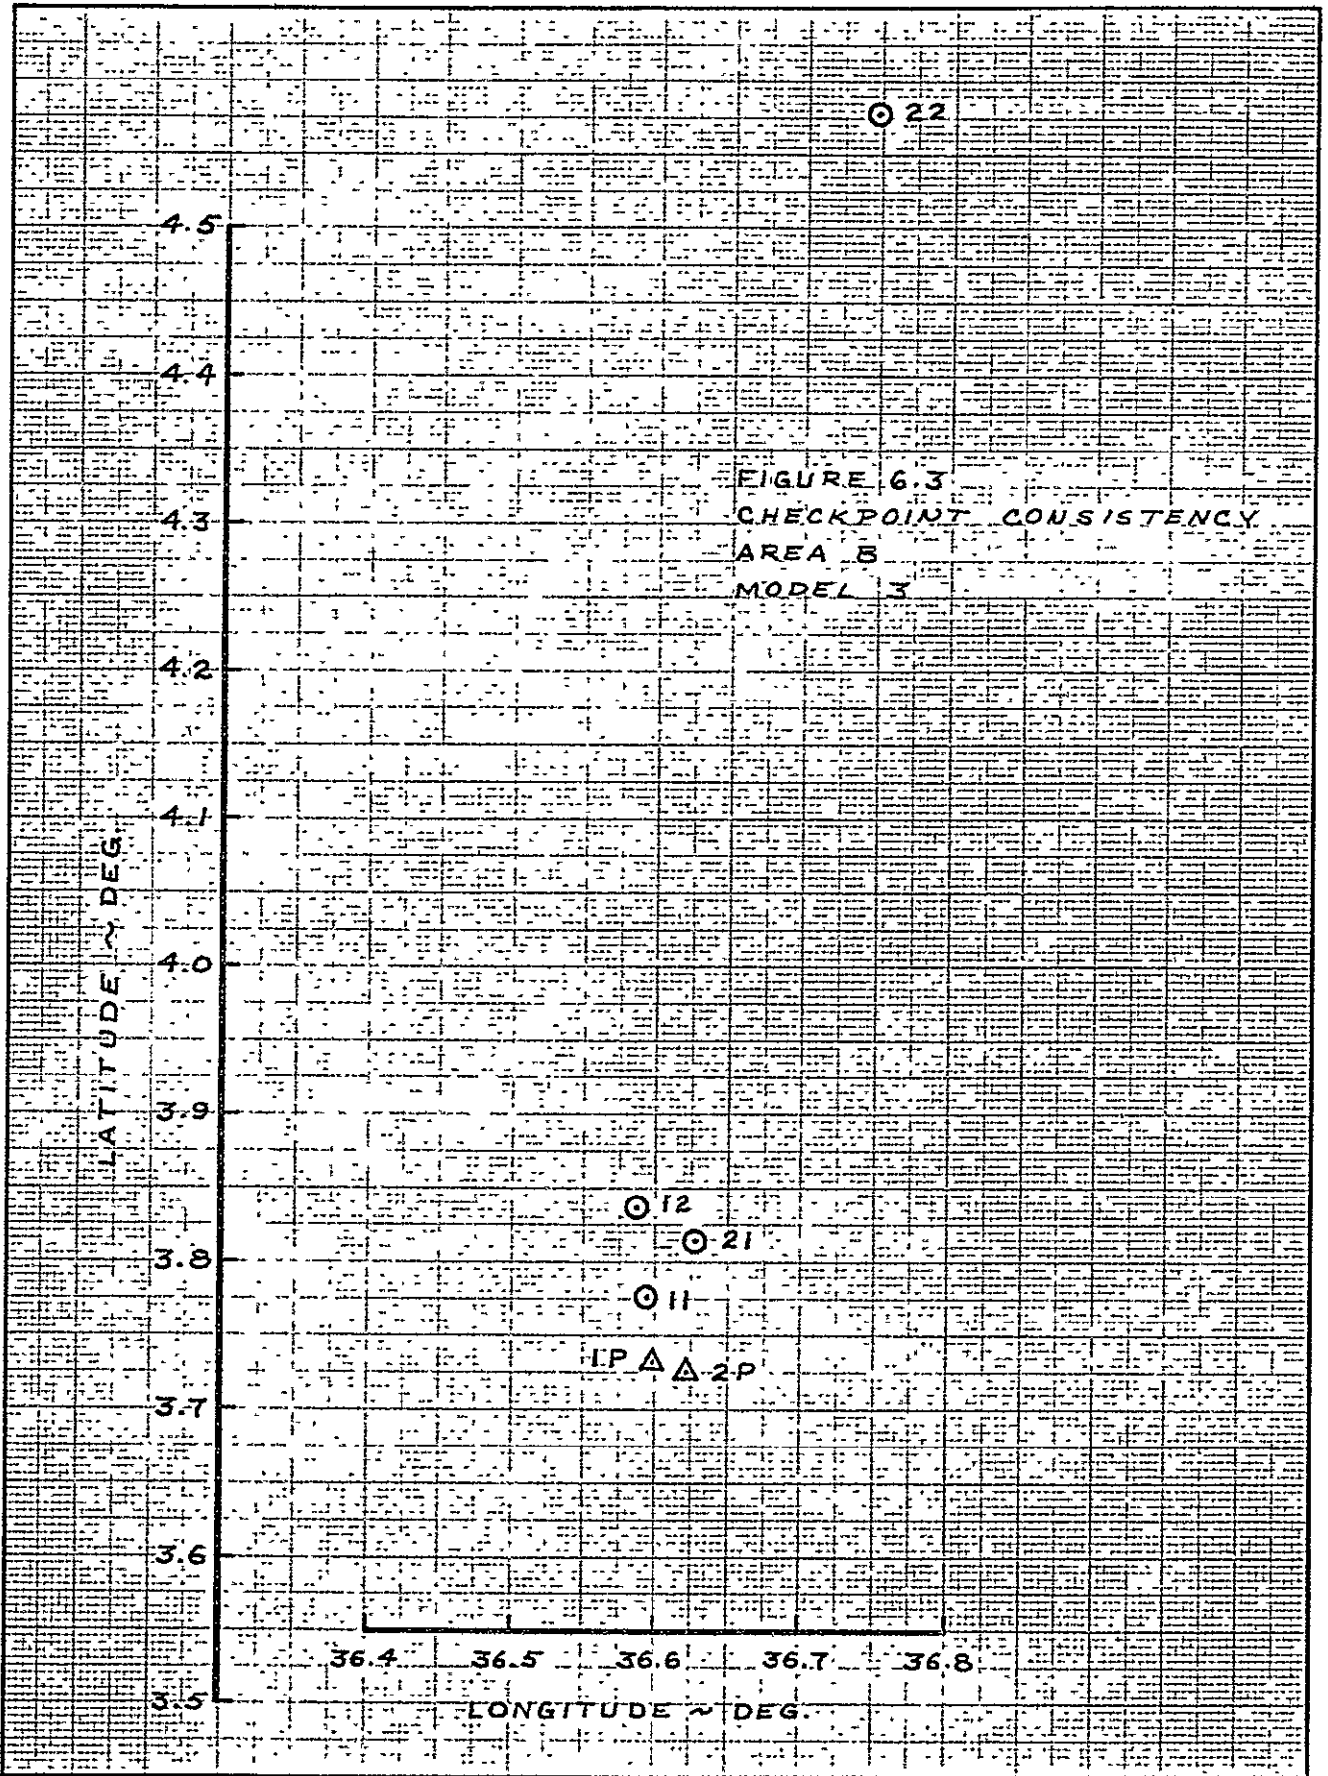 22
4.5
4.4
FIGURE 6.3
4.3
CHECKPOINT CONSISTENCY
AREA B
MODEL 3
4.2
4.1
LATITUDE ~ DEG.
4.0
3.9
12
21
3.8
11
1P
2P
3.7
3.6
36.4 36.5 36.6 36.7 36.8
3.5
LONGITUDE ~ DEG.